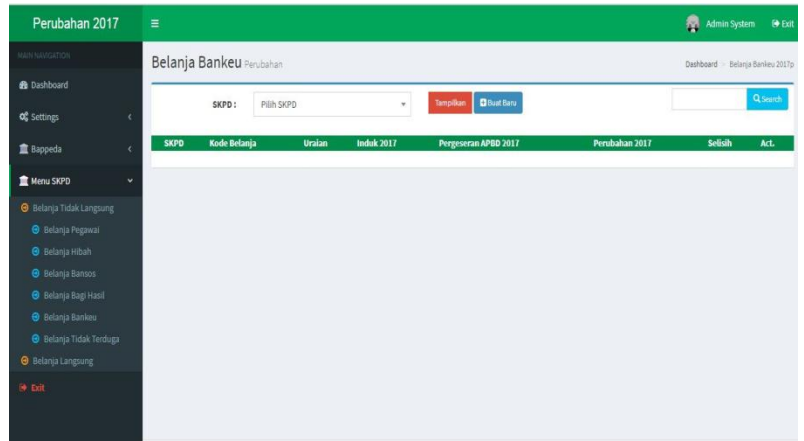 Perubahan 2017
Admin System
Exit
MAIN NAVIGATION
Dashboard
Settings
Bappeda
Menu SKPD
Belanja Tidak Langsung
Belanja Pegawai
Belanja Hibah
Belanja Bansos
Belanja Bagi Hasil
Belanja Bankeu
Belanja Tidak Terduga
Belanja Langsung
Exit
Belanja Bankeu Perubahan
Dashboard > Belanja Bankeu 2017p
SKPD : Pilih SKPD Tampilkan Buat Baru Search
SKPD Kode Belanja Uraian Induk 2017 Pergeseran APBD 2017 Perubahan 2017 Selisih Act.